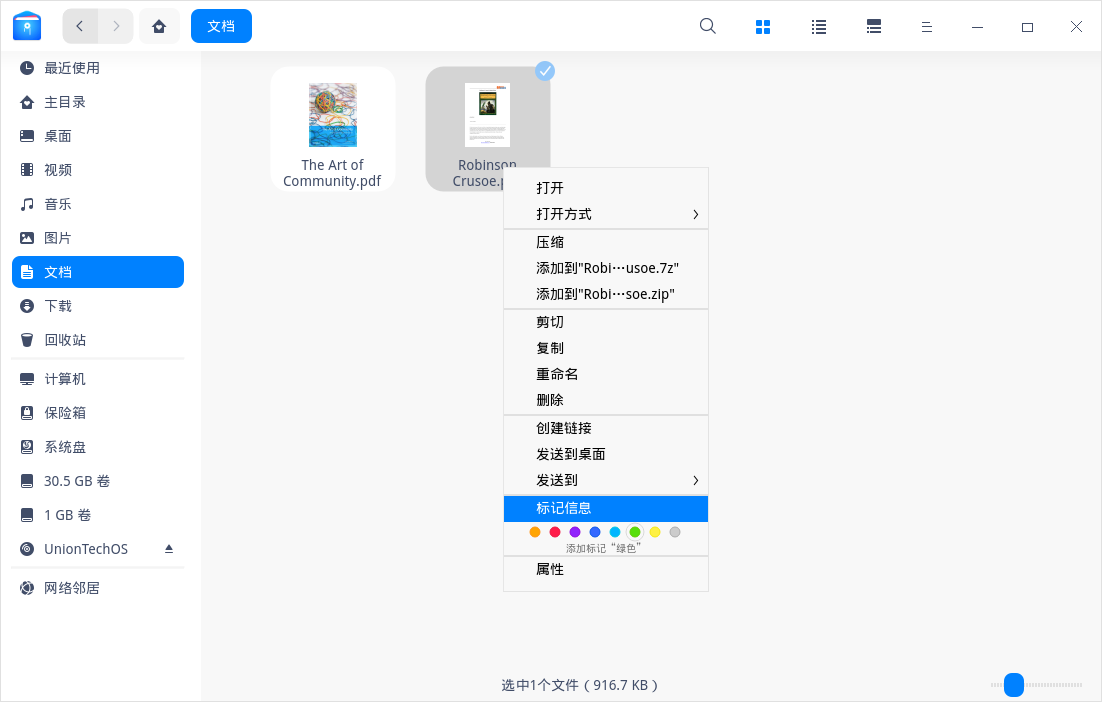 文档
最近使用
主目录
桌面
视频
音乐
图片
文档
下载
回收站
计算机
保险箱
系统盘
30.5 GB 卷
1 GB 卷
UnionTechOS
网络邻居
The Art of
Community.pdf
Robinson
Crusoe.p
打开
打开方式
压缩
添加到"Robi···usoe.7z"
添加到"Robi···soe.zip"
剪切
复制
重命名
删除
创建链接
发送到桌面
发送到
标记信息
添加标记“绿色”
属性
选中1个文件 ( 916.7 KB )